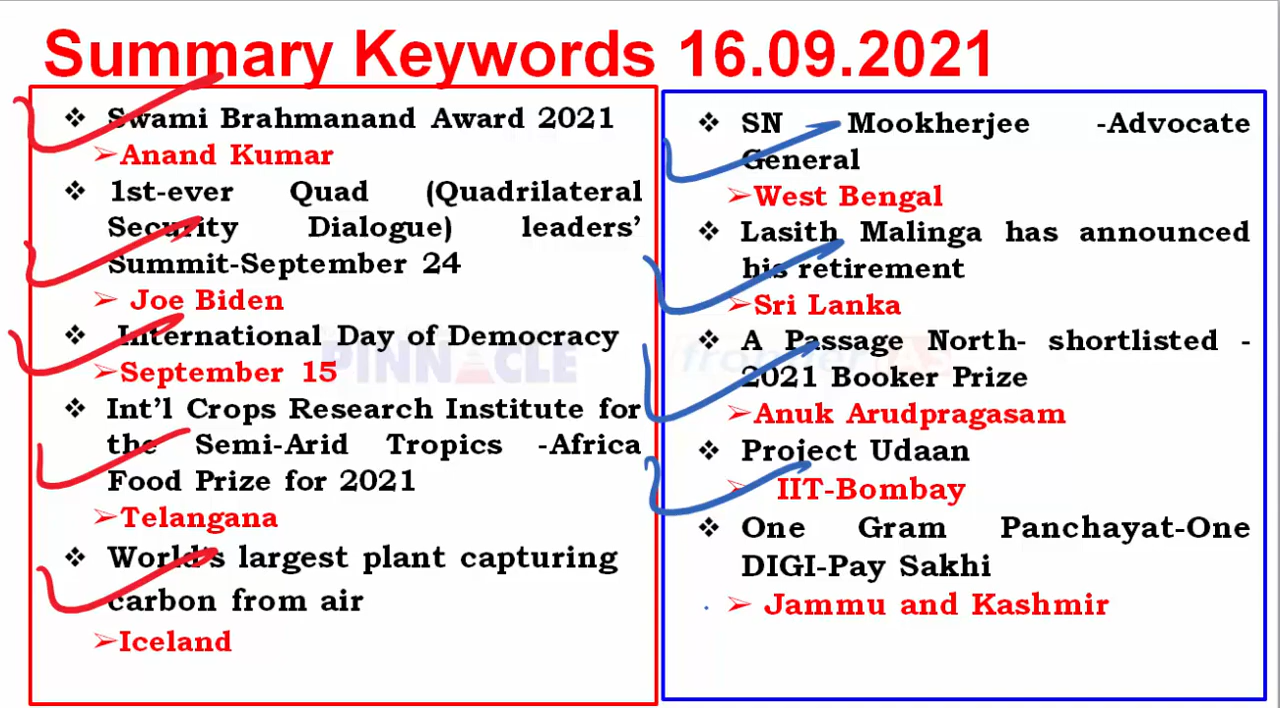 Summary Keywords 16.09.2021
❖ Swami Brahmanand Award 2021
➢Anand Kumar
❖ 1st-ever Quad (Quadrilateral
Security Dialogue) leaders’
Summit-September 24
➢ Joe Biden
❖ International Day of Democracy
➢September 15
❖ Int’l Crops Research Institute for
the Semi-Arid Tropics -Africa
Food Prize for 2021
➢Telangana
❖ World’s largest plant capturing
carbon from air
➢Iceland
❖ SN Mookherjee -Advocate
General
➢West Bengal
❖ Lasith Malinga has announced
his retirement
➢Sri Lanka
❖ A Passage North- shortlisted -
2021 Booker Prize
➢Anuk Arudpragasam
❖ Project Udaan
➢ IIT-Bombay
❖ One Gram Panchayat-One
DIGI-Pay Sakhi
➢ Jammu and Kashmir
PINNACLE